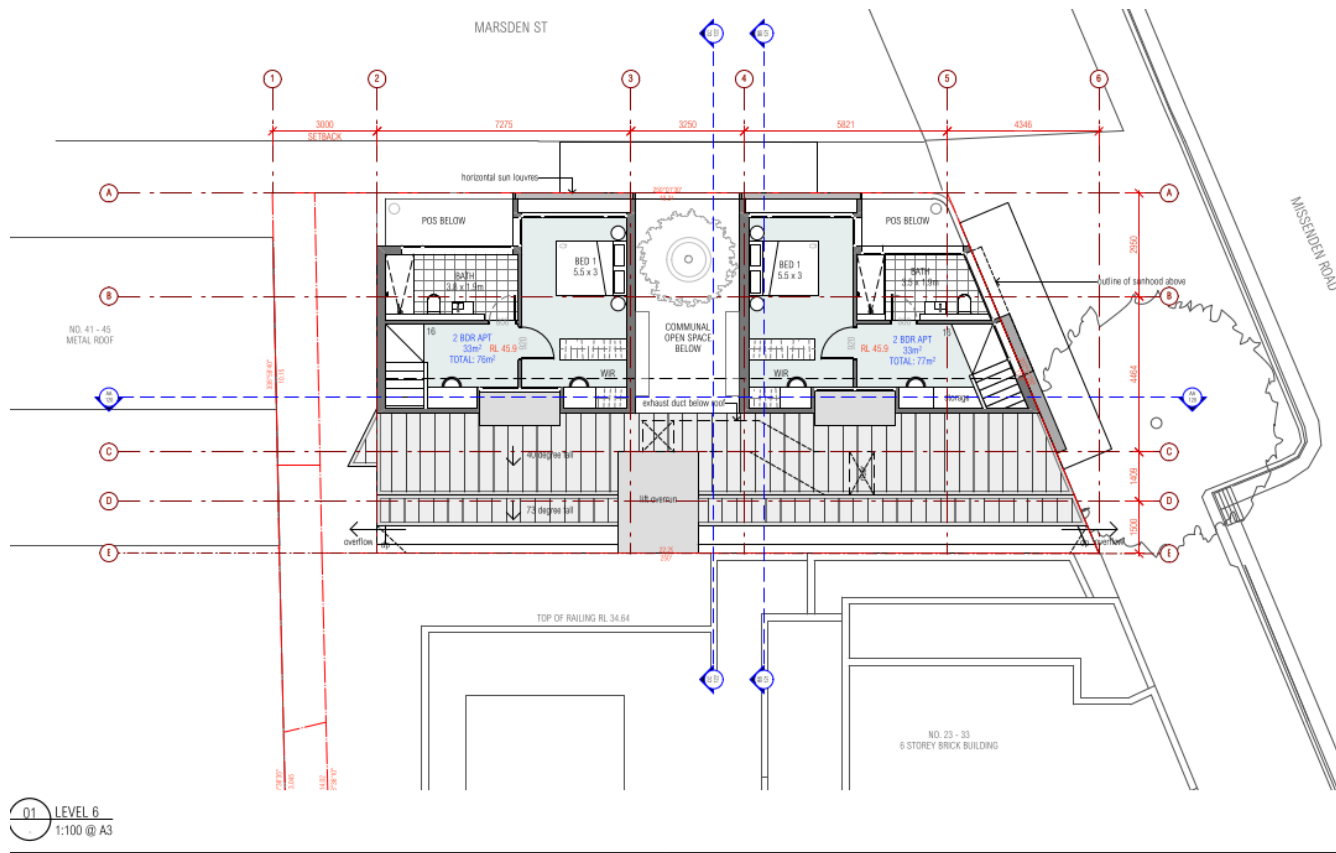 MARSDEN ST
1
2
3
4
5
6
3000
7275
3250
5821
4346
SETBACK
horizontal sun louvres
A
A
POS BELOW
POS BELOW
2950
MISSENDEN ROAD
BED 1
5.5 x 3
BED 1
5.5 x 3
BATH
3.8 x 1.9m
BATH
3.5 x 1.9m
outline of sunhood above
B
B
NO. 41 - 45
METAL ROOF
16
2 BDR APT
33m²
TOTAL: 76m²
RL 45.9
920
COMMUNAL
OPEN SPACE
BELOW
920
RL 45.9
2 BDR APT
33m²
TOTAL: 77m²
4464
WIR
WIR
exhaust duct below roof
storage
C
C
40 degree fall
1409
lift overrun
D
D
73 degree fall
1500
overflow
dp
dp
overflow
E
E
TOP OF RAILING RL 34.64
NO. 23 - 33
6 STOREY BRICK BUILDING
01
LEVEL 6
1:100 @ A3